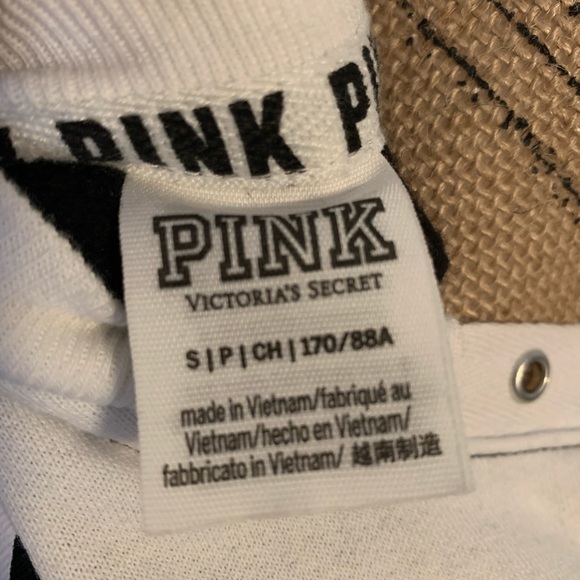 PINK P
PINK
VICTORIA'S SECRET
S | P | CH | 170/88A
made in Vietnam/fabriqué au
Vietnam/hecho en Vietnam/
fabbricato in Vietnam/ 越南制造